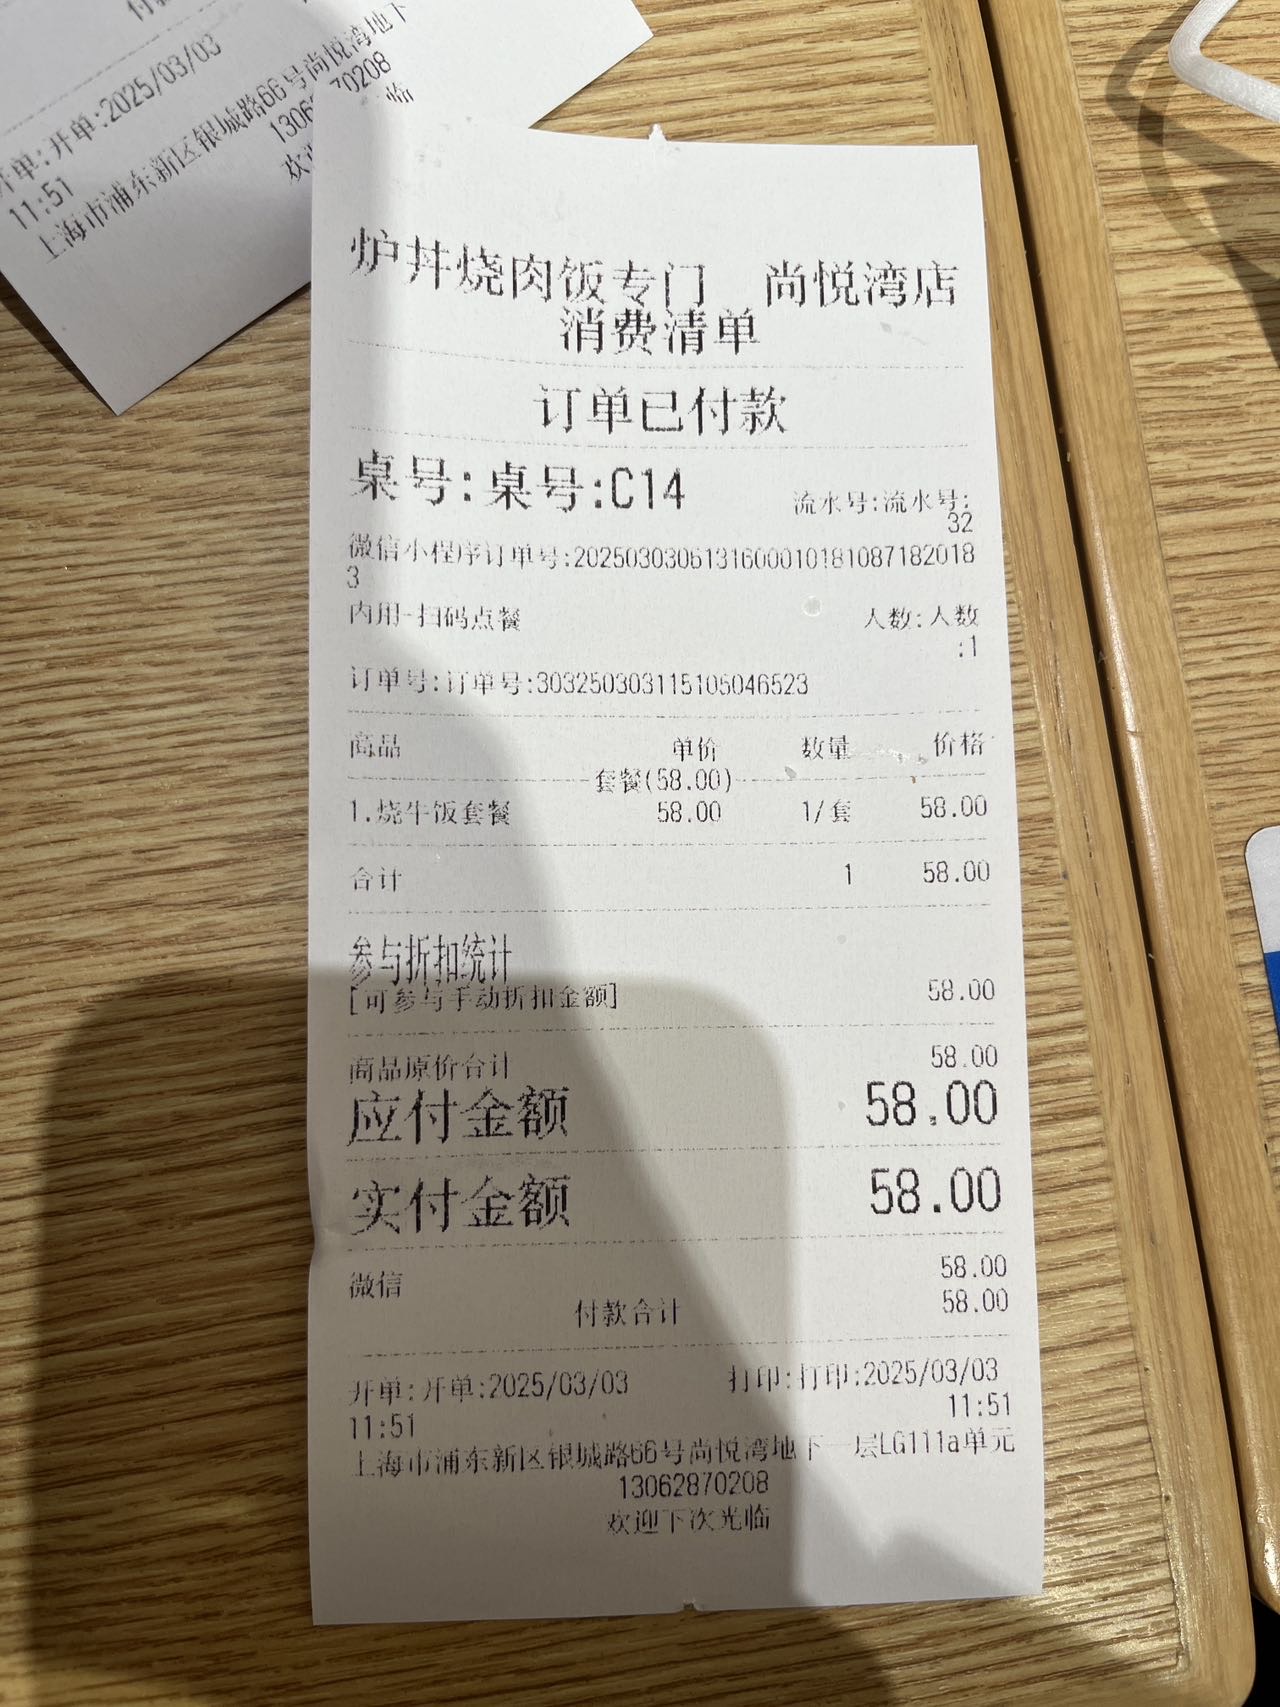 付款
开单:开单:2025/03/03
11:51
上海市浦东新区银城路66号尚悦湾地下
70208
炉丼烧肉饭专门 尚悦湾店
消费清单
订单已付款
桌号:桌号:C14
流水号:流水号:
32
微信小程序订单号:2025030305131600010181087182018
3
内用-扫码点餐 人数:人数
:1
订单号:订单号:303250303115105046523
商品 单价 数量 价格
套餐(58.00)
1.烧牛饭套餐 58.00 1/套 58.00
合计 1 58.00
参与折扣统计
[可参与手动折扣金额] 58.00
商品原价合计 58.00
应付金额 58.00
实付金额 58.00
微信 58.00
付款合计 58.00
开单:开单:2025/03/03 打印:打印:2025/03/03
11:51 11:51
上海市浦东新区银城路66号尚悦湾地下一层LG111a单元
13062870208
欢迎下次光临